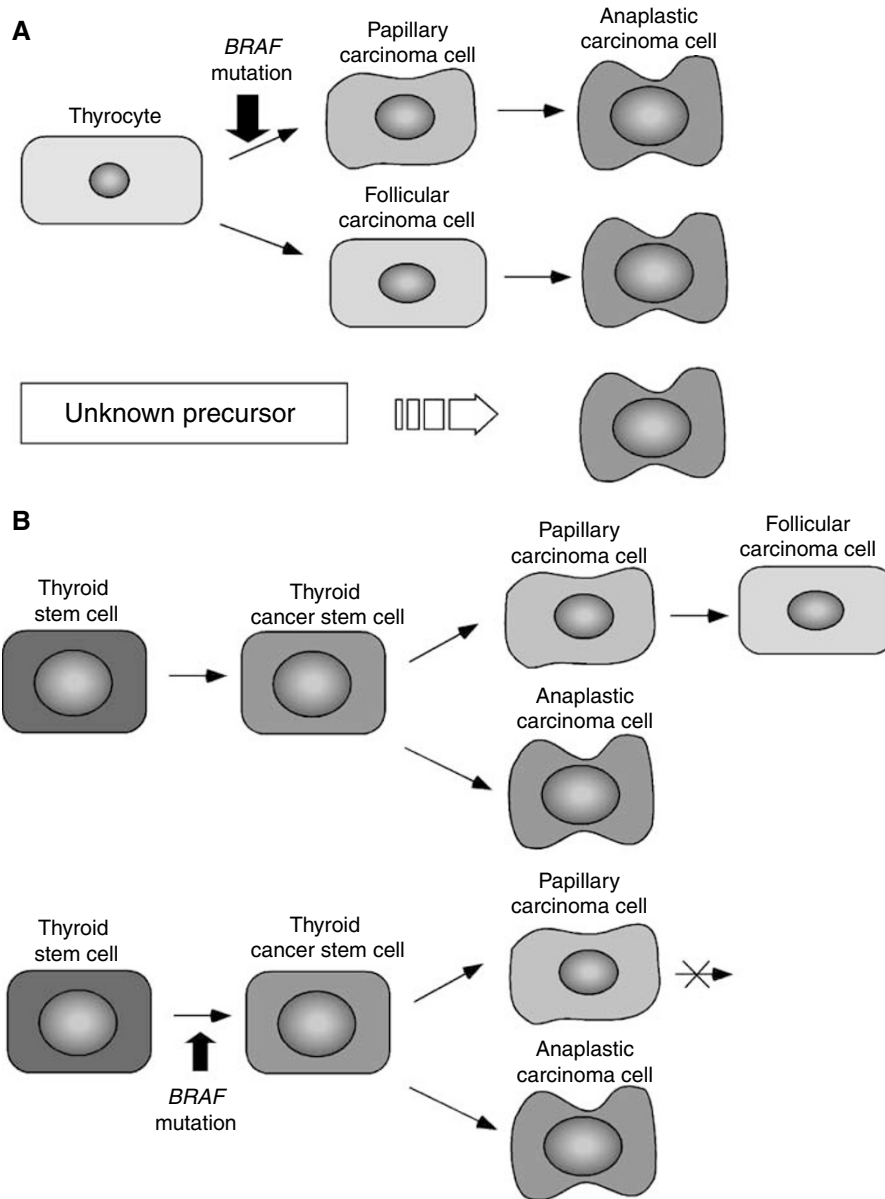 A
BRAF
mutation
Papillary
carcinoma cell
Anaplastic
carcinoma cell
Thyrocyte
Follicular
carcinoma cell
Unknown precursor
B
Papillary
carcinoma cell
Follicular
carcinoma cell
Thyroid
stem cell
Thyroid
cancer stem cell
Anaplastic
carcinoma cell
Papillary
carcinoma cell
Thyroid
stem cell
Thyroid
cancer stem cell
Anaplastic
carcinoma cell
BRAF
mutation